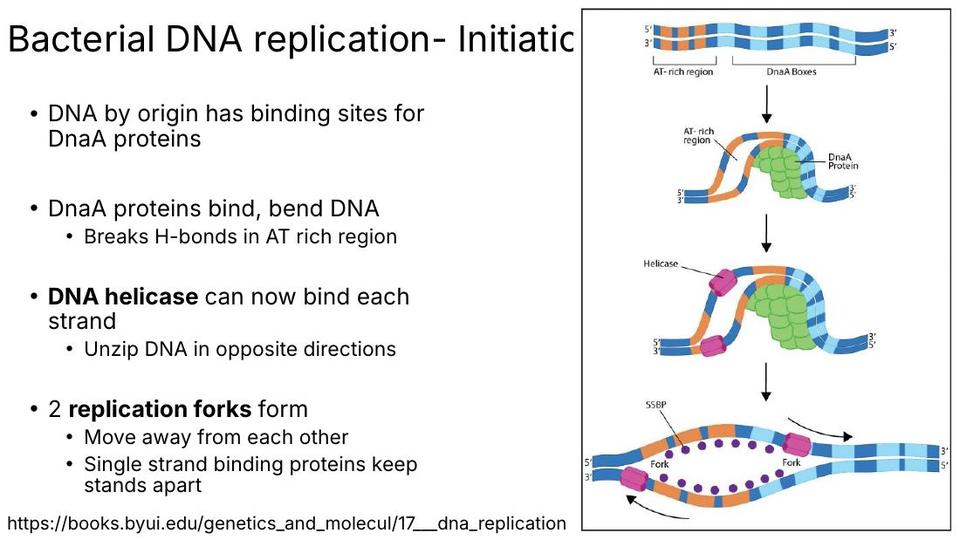 Bacterial DNA replication- Initiatic
• DNA by origin has binding sites for
DnaA proteins
• DnaA proteins bind, bend DNA
• Breaks H-bonds in AT rich region
• DNA helicase can now bind each
strand
• Unzip DNA in opposite directions
• 2 replication forks form
• Move away from each other
• Single strand binding proteins keep
stands apart
https://books.byui.edu/genetics_and_molecul/17___dna_replication
5' 3'
3' 5'
AT- rich region DnaA Boxes
AT- rich
region
DnaA
Protein
5' 3'
3' 5'
Helicase
5' 3'
3' 5'
SSBP
5' Fork Fork 3'
3' 5'